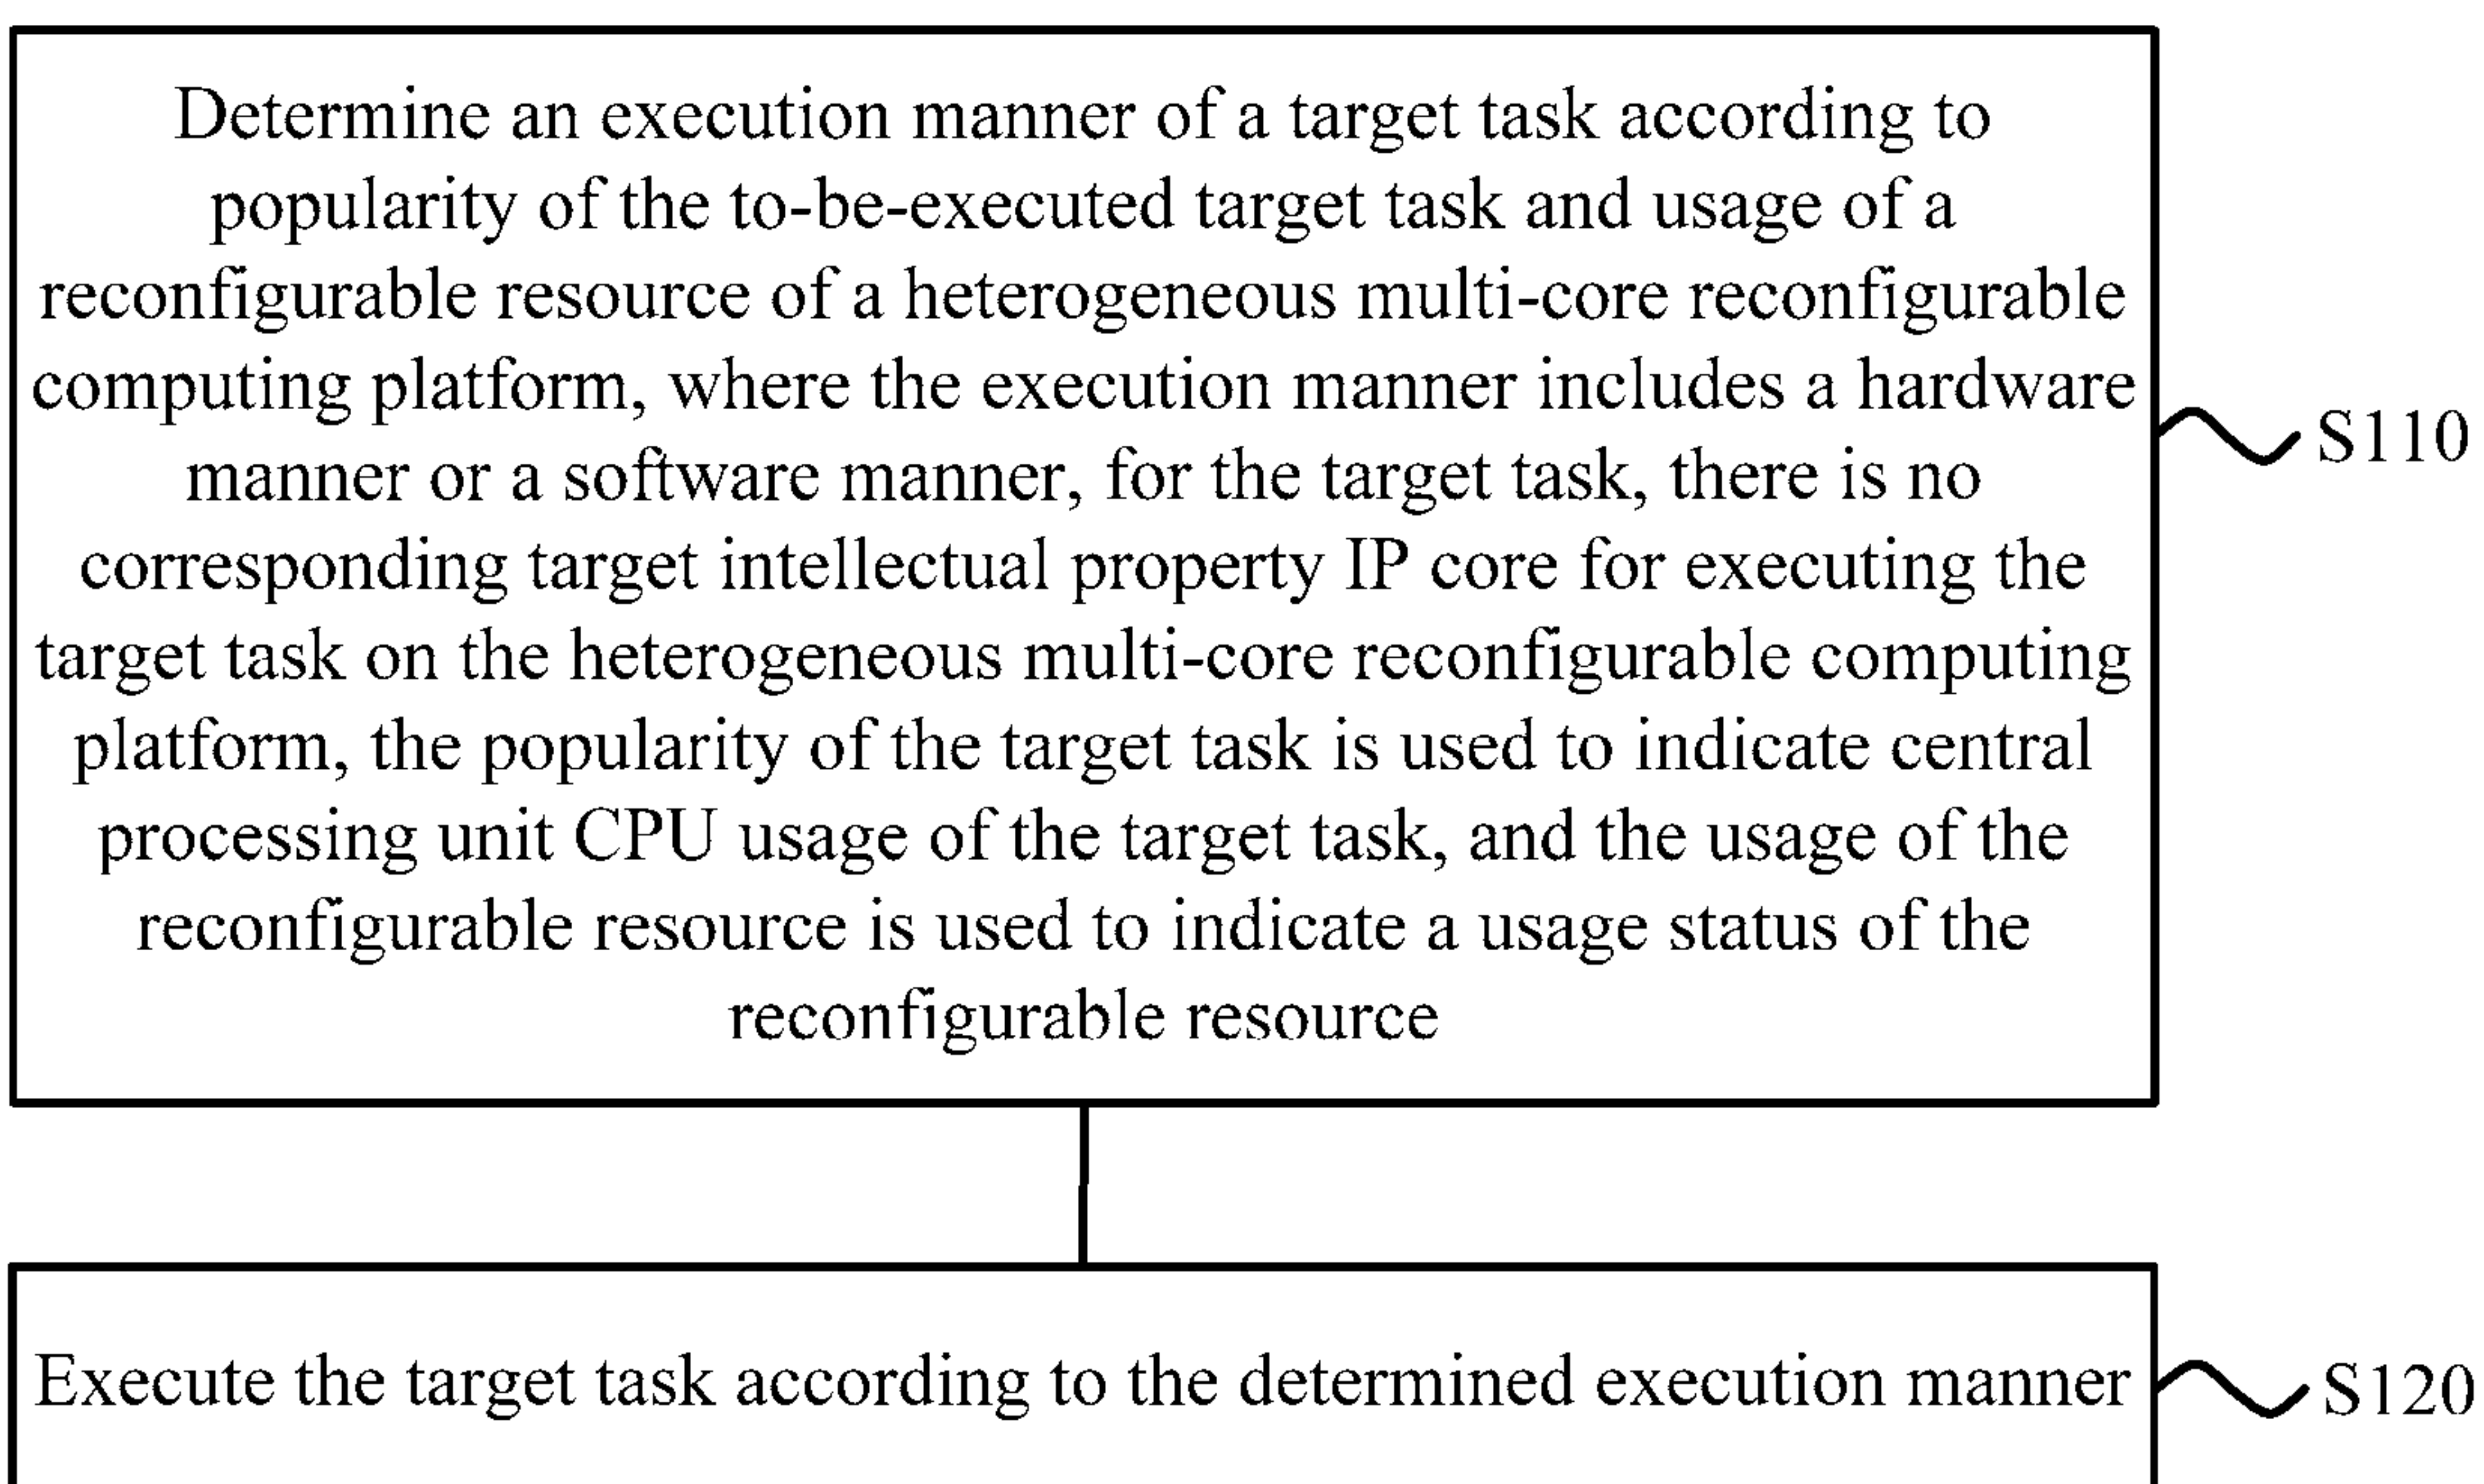 Determine an execution manner of a target task according to
popularity of the to-be-executed target task and usage of a
reconfigurable resource of a heterogeneous multi-core reconfigurable
computing platform, where the execution manner includes a hardware
manner or a software manner, for the target task, there is no
corresponding target intellectual property IP core for executing the
target task on the heterogeneous multi-core reconfigurable computing
platform, the popularity of the target task is used to indicate central
processing unit CPU usage of the target task, and the usage of the
reconfigurable resource is used to indicate a usage status of the
reconfigurable resource
S110
Execute the target task according to the determined execution manner
S120